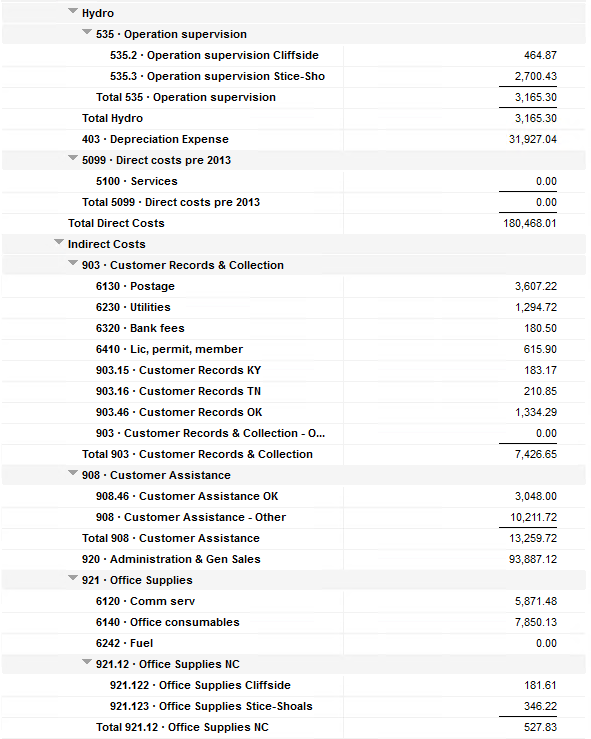 Hydro
535 · Operation supervision
535.2 · Operation supervision Cliffside 464.87
535.3 · Operation supervision Stice-Sho 2,700.43
Total 535 · Operation supervision 3,165.30
Total Hydro 3,165.30
403 · Depreciation Expense 31,927.04
5099 · Direct costs pre 2013
5100 · Services 0.00
Total 5099 · Direct costs pre 2013 0.00
Total Direct Costs 180,468.01
Indirect Costs
903 · Customer Records & Collection
6130 · Postage 3,607.22
6230 · Utilities 1,294.72
6320 · Bank fees 180.50
6410 · Lic, permit, member 615.90
903.15 · Customer Records KY 183.17
903.16 · Customer Records TN 210.85
903.46 · Customer Records OK 1,334.29
903 · Customer Records & Collection - O... 0.00
Total 903 · Customer Records & Collection 7,426.65
908 · Customer Assistance
908.46 · Customer Assistance OK 3,048.00
908 · Customer Assistance - Other 10,211.72
Total 908 · Customer Assistance 13,259.72
920 · Administration & Gen Sales 93,887.12
921 · Office Supplies
6120 · Comm serv 5,871.48
6140 · Office consumables 7,850.13
6242 · Fuel 0.00
921.12 · Office Supplies NC
921.122 · Office Supplies Cliffside 181.61
921.123 · Office Supplies Stice-Shoals 346.22
Total 921.12 · Office Supplies NC 527.83